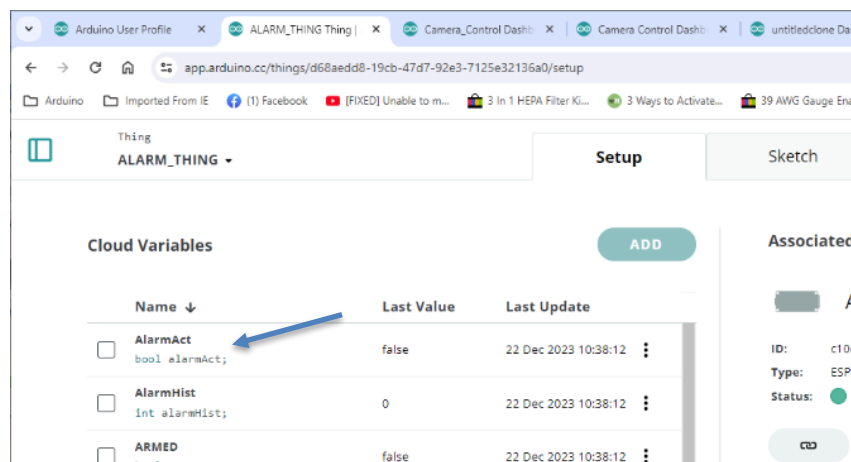 Arduino User Profile
ALARM_THING Thing |
Camera_Control Dashb
Camera Control Dashb
untitledclone Da
app.arduino.cc/things/d68aedd8-19cb-47d7-92e3-7125e32136a0/setup
Arduino
Imported From IE
(1) Facebook
[FIXED] Unable to m...
3 In 1 HEPA Filter Ki...
3 Ways to Activate...
39 AWG Gauge Ena
Thing
ALARM_THING
Setup
Sketch
Cloud Variables
ADD
Associated
Name ↓
Last Value
Last Update
A
AlarmAct
bool alarmAct;
false
22 Dec 2023 10:38:12
ID:
c10
Type:
ESP
Status:
AlarmHist
int alarmHist;
0
22 Dec 2023 10:38:12
ARMED
false
22 Dec 2023 10:38:12